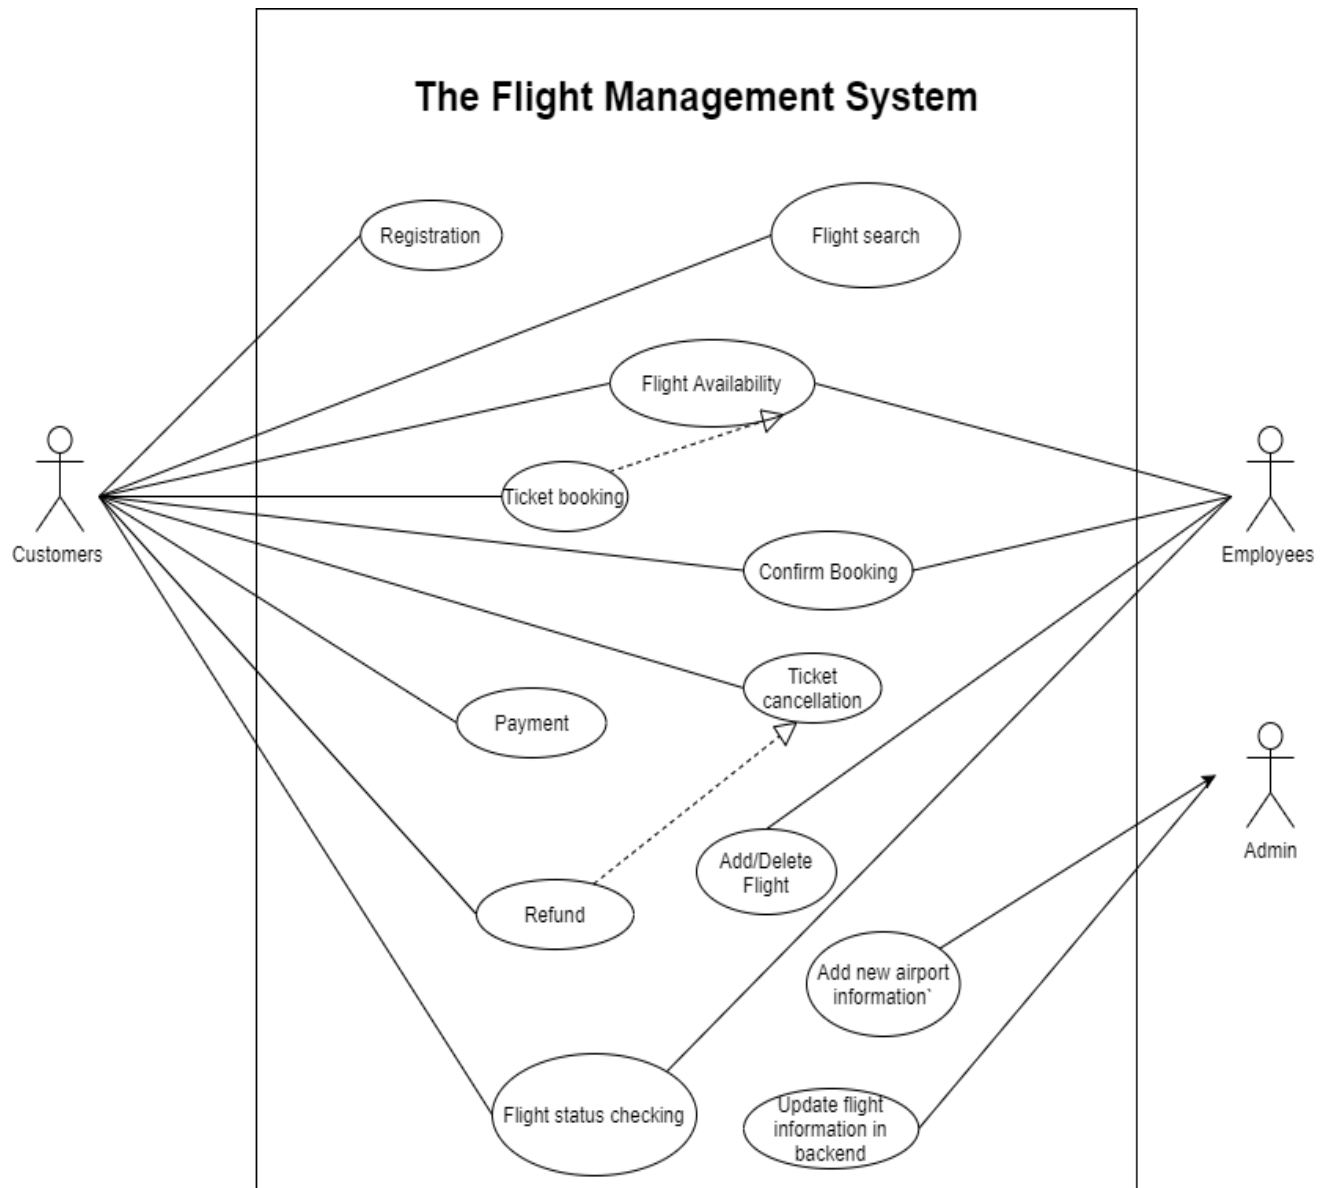 The Flight Management System
Registration
Flight search
Flight Availability
Ticket booking
Customers
Employees
Confirm Booking
Ticket
cancellation
Payment
Admin
Add/Delete
Flight
Refund
Add new airport
information`
Flight status checking
Update flight
information in
backend